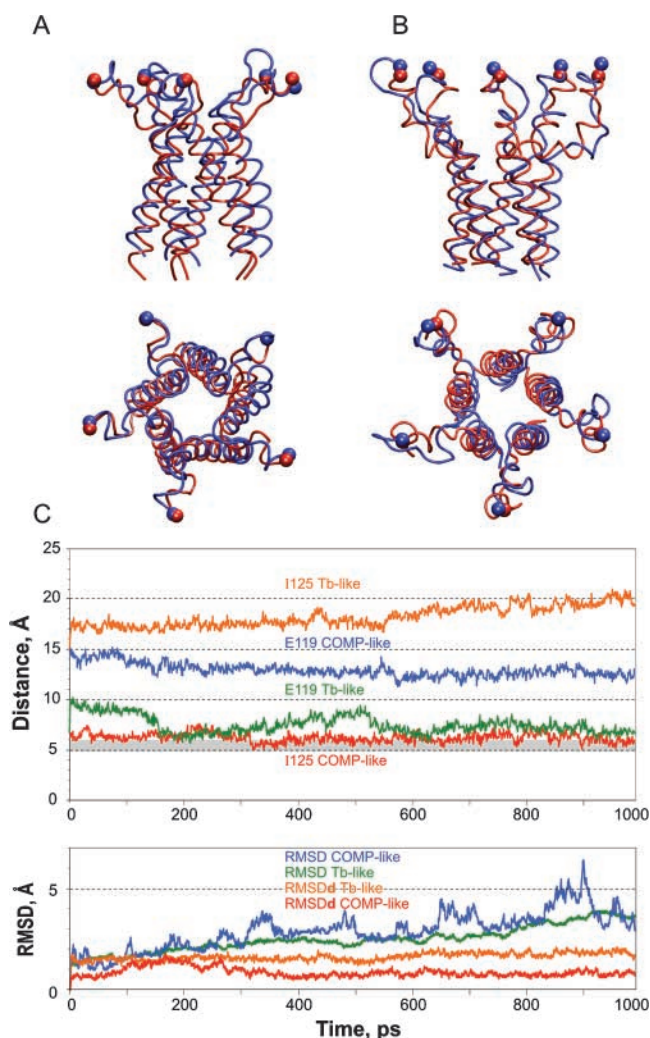 A
B
C
25
20
15
10
5
0
Distance, Å
I125 Tb-like
E119 COMP-like
E119 Tb-like
I125 COMP-like
0 200 400 600 800 1000
RMSD COMP-like
RMSD Tb-like
RMSDd Tb-like
RMSDd COMP-like
5
0
RMSD, Å
0 200 400 600 800 1000
Time, ps